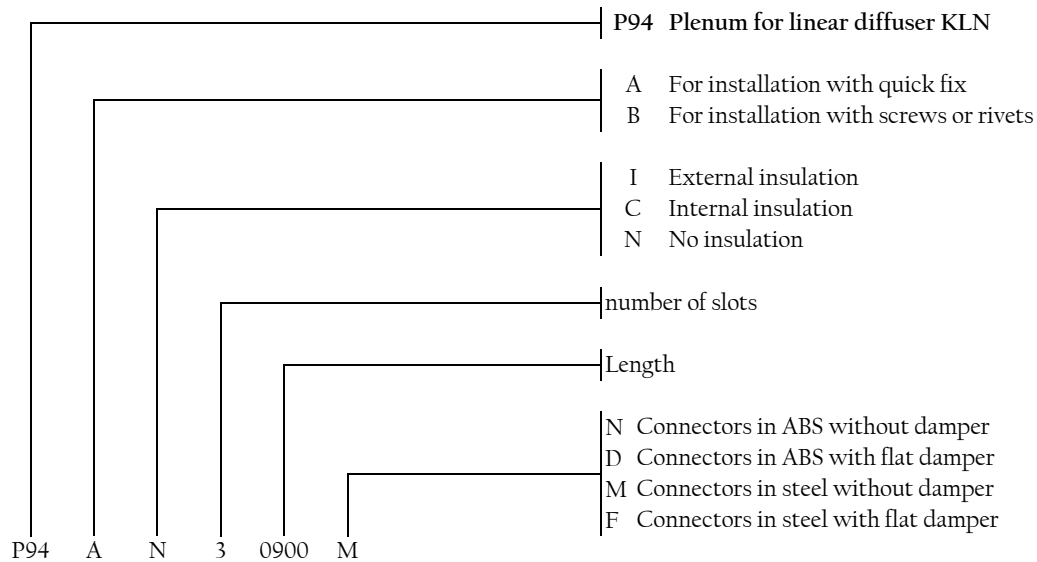 P94 Plenum for linear diffuser KLN
A For installation with quick fix
B For installation with screws or rivets
I External insulation
C Internal insulation
N No insulation
number of slots
Length
N Connectors in ABS without damper
D Connectors in ABS with flat damper
M Connectors in steel without damper
F Connectors in steel with flat damper
P94 A N 3 0900 M